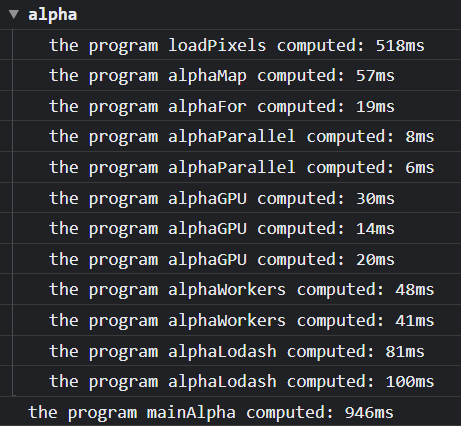 alpha
the program loadPixels computed: 518ms
the program alphaMap computed: 57ms
the program alphaFor computed: 19ms
the program alphaParallel computed: 8ms
the program alphaParallel computed: 6ms
the program alphaGPU computed: 30ms
the program alphaGPU computed: 14ms
the program alphaGPU computed: 20ms
the program alphaWorkers computed: 48ms
the program alphaWorkers computed: 41ms
the program alphaLodash computed: 81ms
the program alphaLodash computed: 100ms
the program mainAlpha computed: 946ms